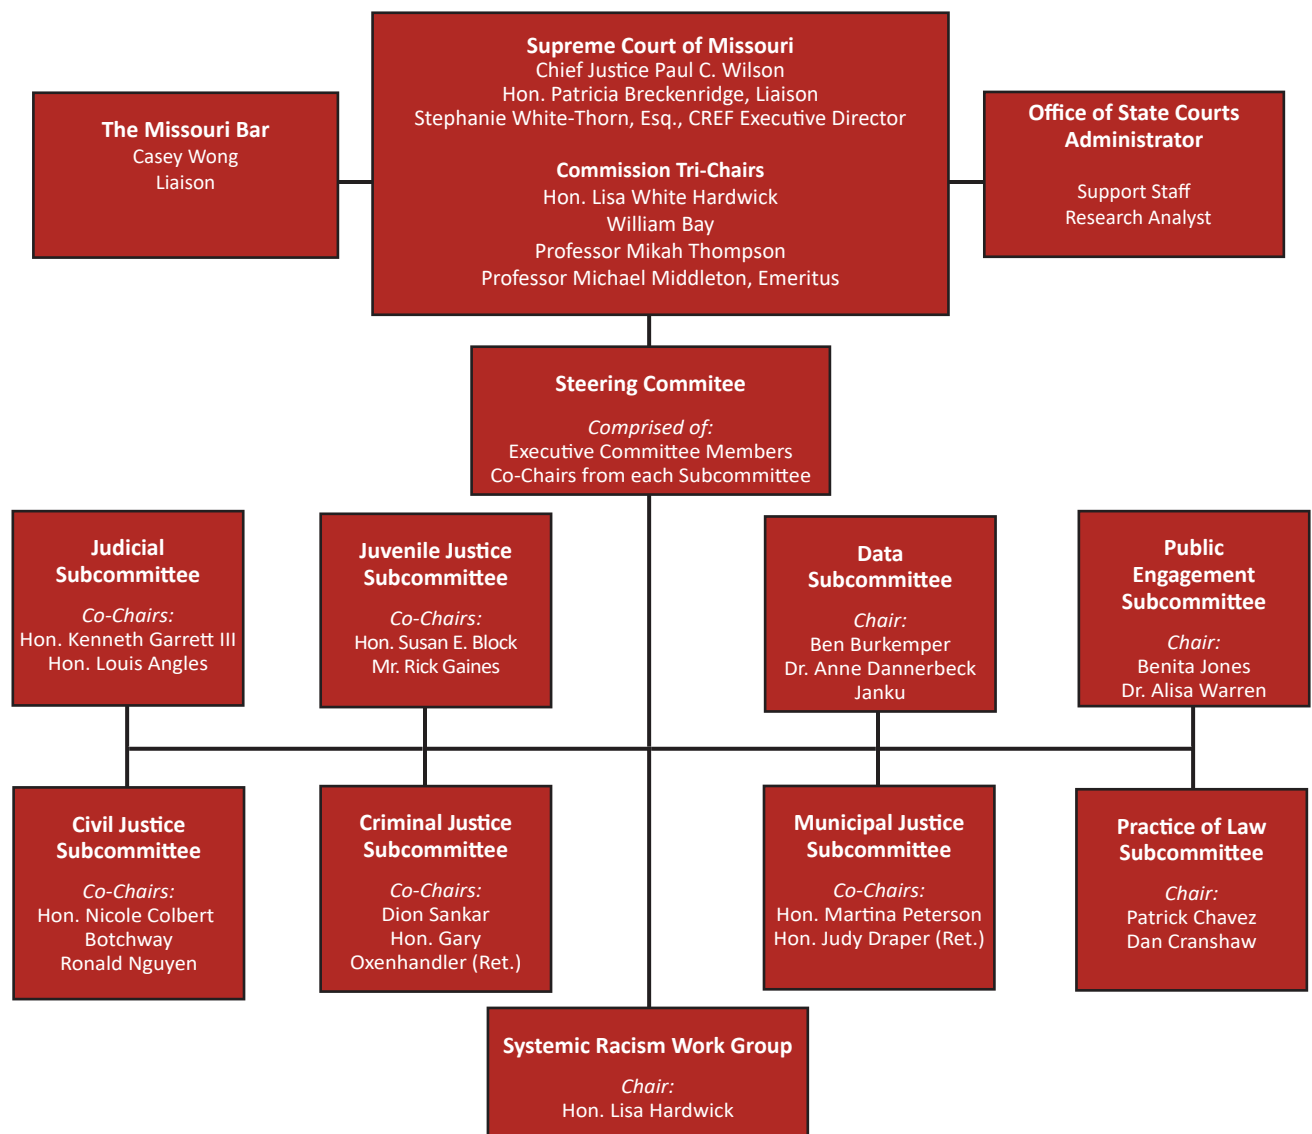 Supreme Court of Missouri
Chief Justice Paul C. Wilson
Hon. Patricia Breckenridge, Liaison
Stephanie White-Thorn, Esq., CREF Executive Director
Commission Tri-Chairs
Hon. Lisa White Hardwick
William Bay
Professor Mikah Thompson
Professor Michael Middleton, Emeritus
The Missouri Bar
Casey Wong
Liaison
Office of State Courts
Administrator
Support Staff
Research Analyst
Steering Commitee
Comprised of:
Executive Committee Members
Co-Chairs from each Subcommittee
Judicial
Subcommittee
Co-Chairs:
Hon. Kenneth Garrett III
Hon. Louis Angles
Juvenile Justice
Subcommittee
Co-Chairs:
Hon. Susan E. Block
Mr. Rick Gaines
Data
Subcommittee
Chair:
Ben Burkemper
Dr. Anne Dannerbeck
Janku
Public
Engagement
Subcommittee
Chair:
Benita Jones
Dr. Alisa Warren
Civil Justice
Subcommittee
Co-Chairs:
Hon. Nicole Colbert
Botchway
Ronald Nguyen
Criminal Justice
Subcommittee
Co-Chairs:
Dion Sankar
Hon. Gary
Oxenhandler (Ret.)
Municipal Justice
Subcommittee
Co-Chairs:
Hon. Martina Peterson
Hon. Judy Draper (Ret.)
Practice of Law
Subcommittee
Chair:
Patrick Chavez
Dan Cranshaw
Systemic Racism Work Group
Chair:
Hon. Lisa Hardwick